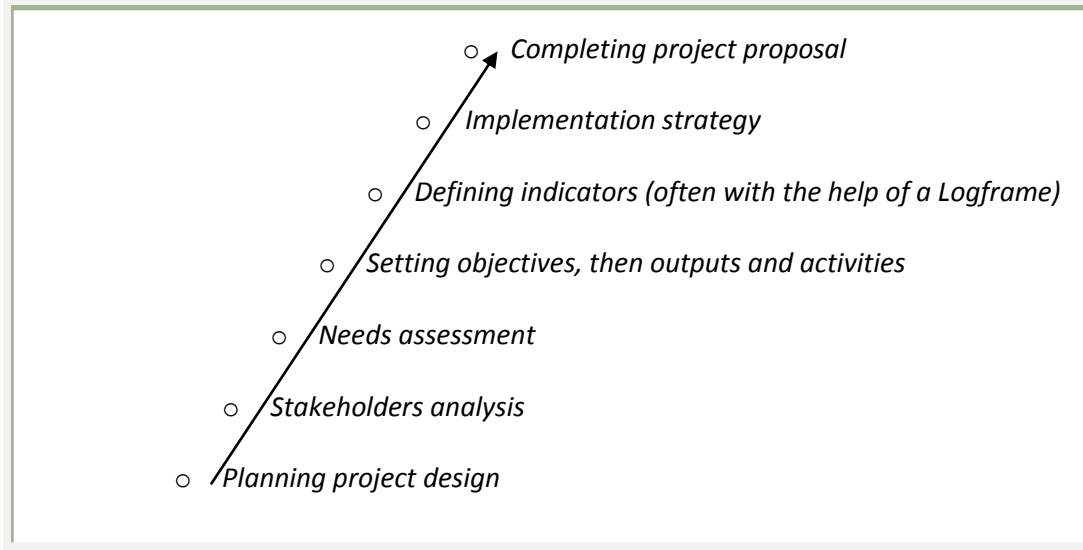 ○ Completing project proposal
○ Implementation strategy
○ Defining indicators (often with the help of a Logframe)
○ Setting objectives, then outputs and activities
○ Needs assessment
○ Stakeholders analysis
○ Planning project design